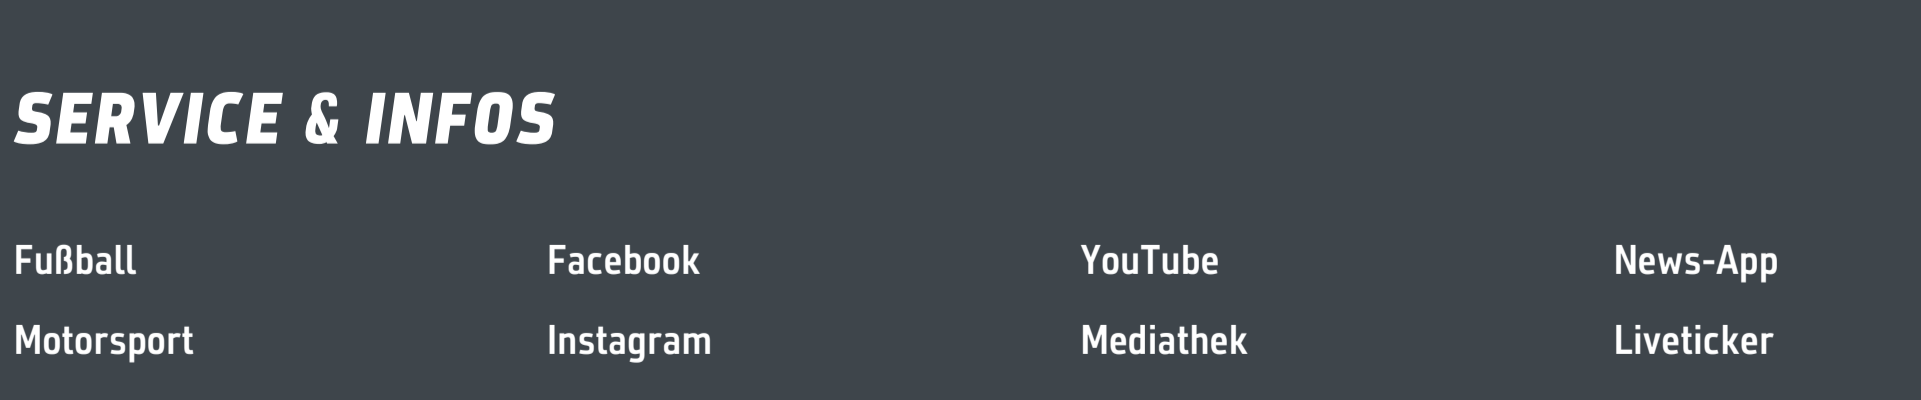 SERVICE & INFOS
Fußball Facebook YouTube News-App
Motorsport Instagram Mediathek Liveticker